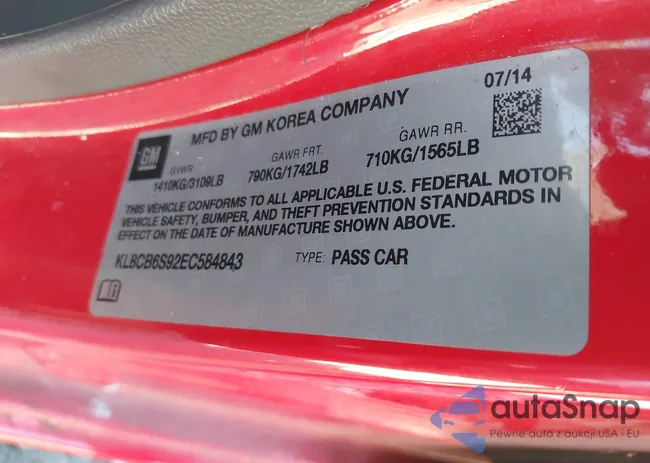 07/14
MFD BY GM KOREA COMPANY
GM
GVWR GAWR FRT. GAWR RR.
1410KG/3109LB 790KG/1742LB 710KG/1565LB
THIS VEHICLE CONFORMS TO ALL APPLICABLE U.S. FEDERAL MOTOR
VEHICLE SAFETY, BUMPER, AND THEFT PREVENTION STANDARDS IN
EFFECT ON THE DATE OF MANUFACTURE SHOWN ABOVE.
KL8CB6S92EC584843 TYPE: PASS CAR
autaSnap
Pewne auta z aukcji USA i EU